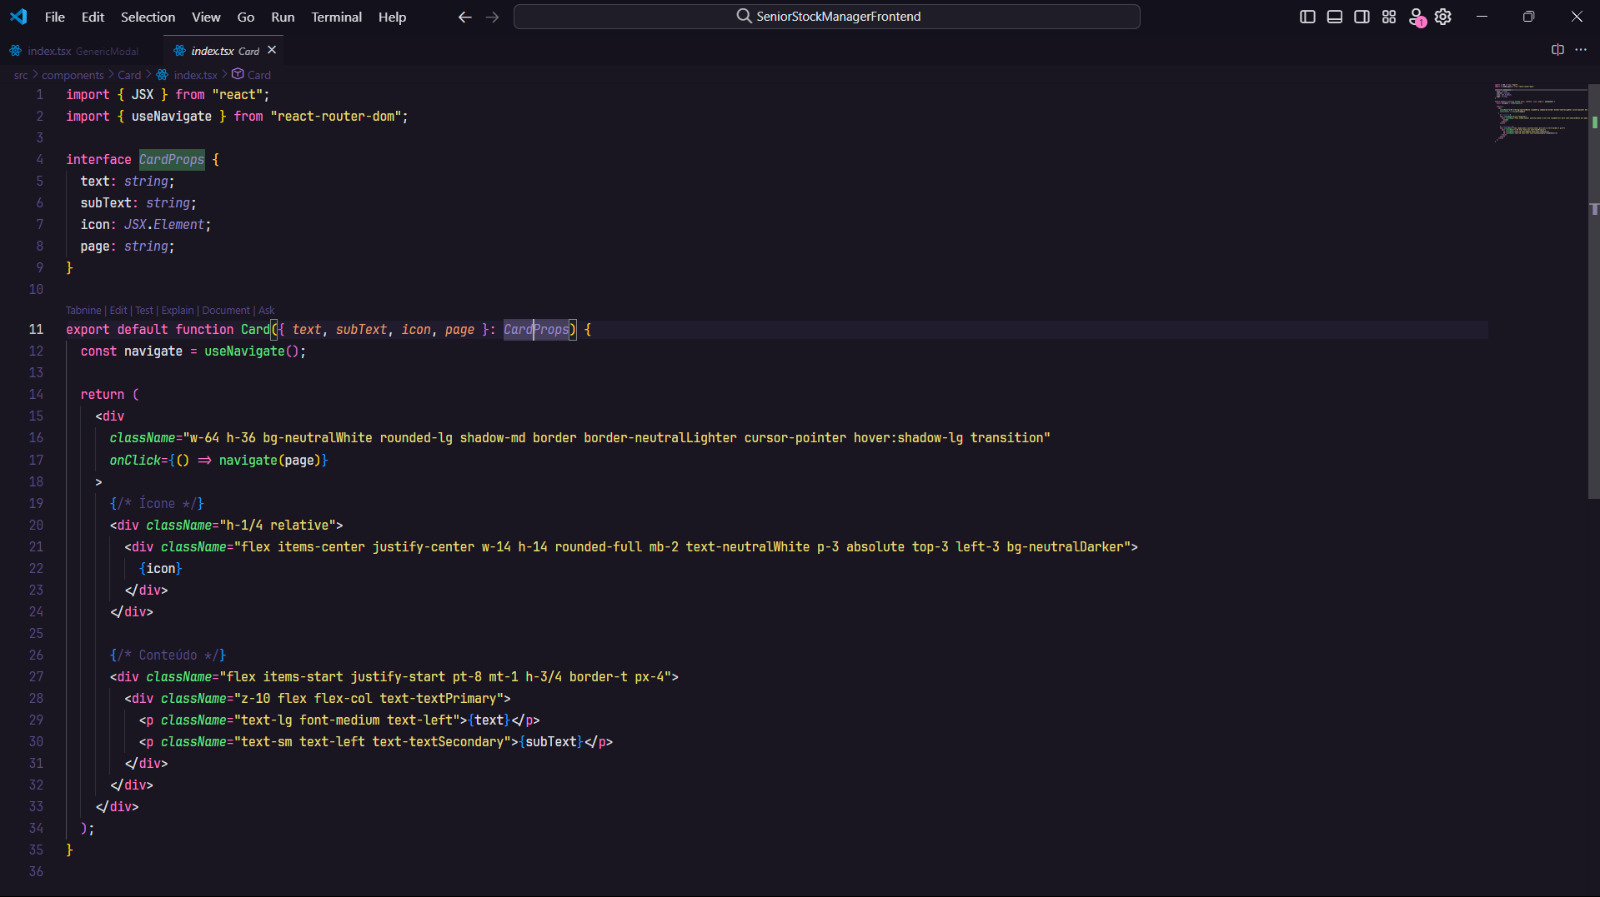 File Edit Selection View Go Run Terminal Help
SeniorStockManagerFrontend
1
index.tsx GenericModal
index.tsx Card
src > components > Card > index.tsx > Card
1 import { JSX } from "react";
2 import { useNavigate } from "react-router-dom";
3
4 interface CardProps {
5 text: string;
6 subText: string;
7 icon: JSX.Element;
8 page: string;
9 }
10
Tabnine | Edit | Test | Explain | Document | Ask
11 export default function Card({ text, subText, icon, page }: CardProps) {
12 const navigate = useNavigate();
13
14 return (
15 <div
16 className="w-64 h-36 bg-neutralWhite rounded-lg shadow-md border border-neutralLighter cursor-pointer hover:shadow-lg transition"
17 onClick={() => navigate(page)}
18 >
19 {/* Ícone */}
20 <div className="h-1/4 relative">
21 <div className="flex items-center justify-center w-14 h-14 rounded-full mb-2 text-neutralWhite p-3 absolute top-3 left-3 bg-neutralDarker">
22 {icon}
23 </div>
24 </div>
25
26 {/* Conteúdo */}
27 <div className="flex items-start justify-start pt-8 mt-1 h-3/4 border-t px-4">
28 <div className="z-10 flex flex-col text-textPrimary">
29 <p className="text-lg font-medium text-left">{text}</p>
30 <p className="text-sm text-left text-textSecondary">{subText}</p>
31 </div>
32 </div>
33 </div>
34 );
35 }
36